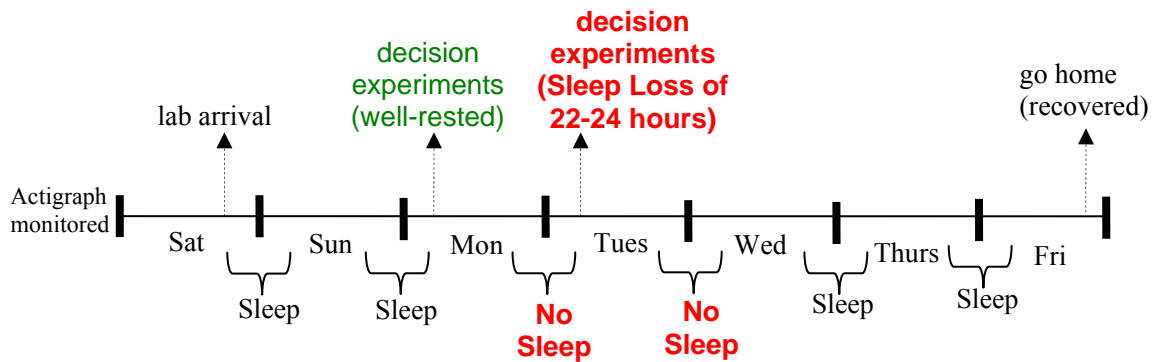 decision
experiments
(well-rested)
decision
experiments
(Sleep Loss of
22-24 hours)
go home
(recovered)
lab arrival
Actigraph
monitored
Sat
Sun
Mon
Tues
Wed
Thurs
Fri
Sleep
Sleep
No
Sleep
No
Sleep
Sleep
Sleep